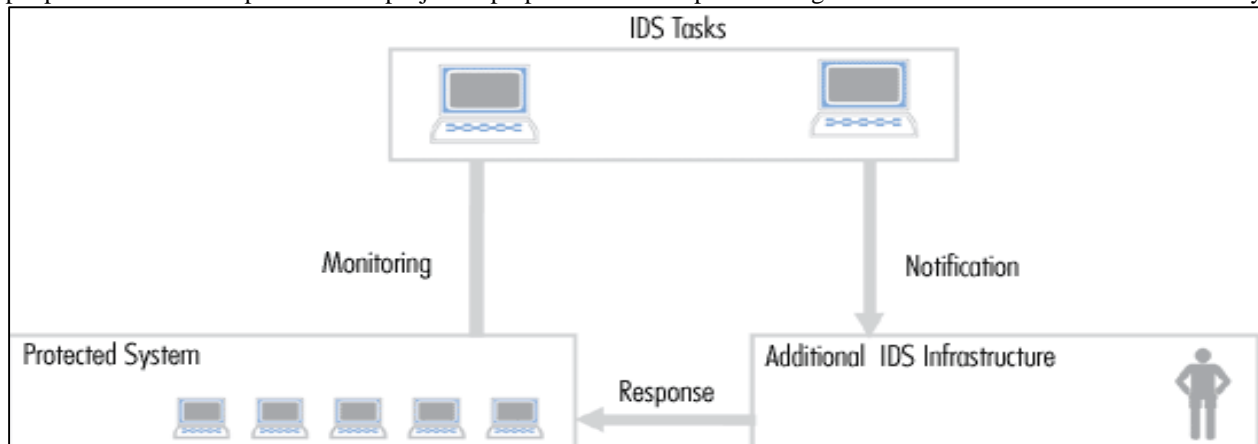 IDS Tasks
Monitoring
Notification
Protected System
Additional IDS Infrastructure
Response